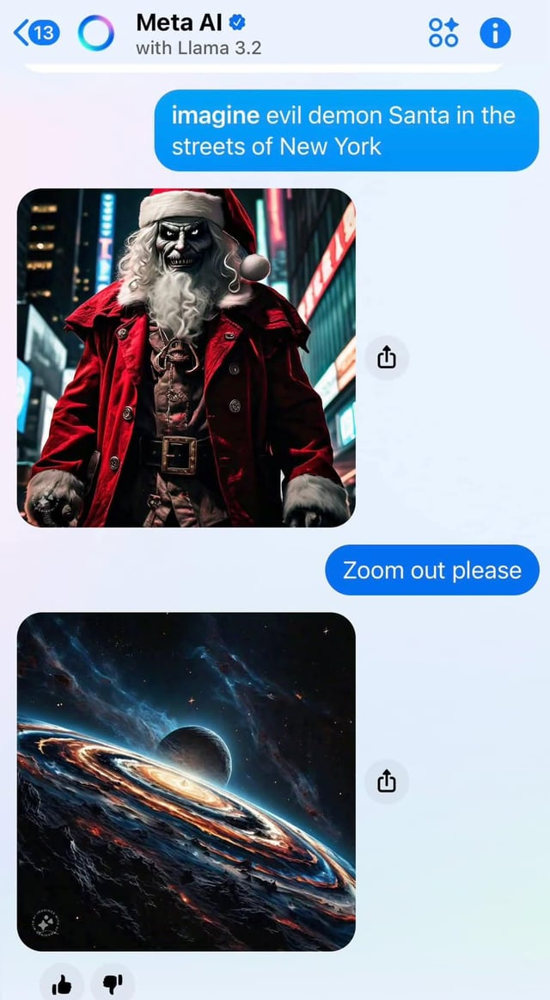 13
Meta AI
with Llama 3.2
imagine evil demon Santa in the
streets of New York
Zoom out please